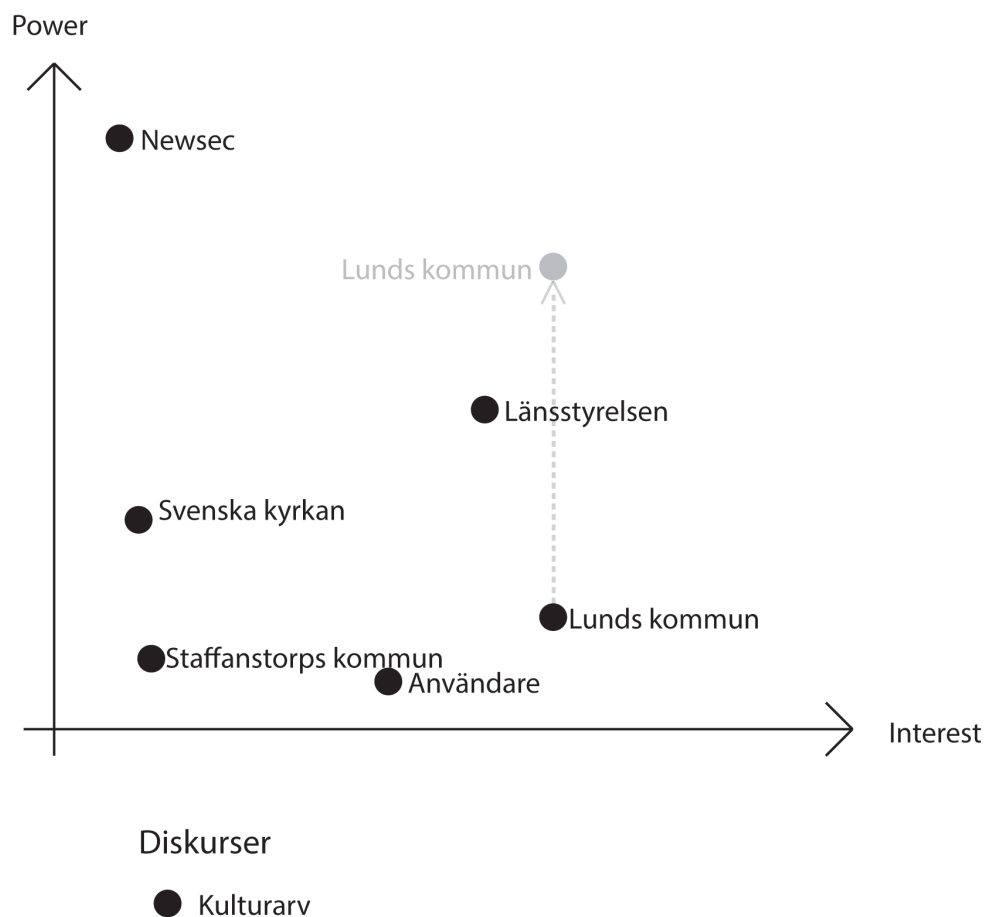 Power
Newsec
Lunds kommun
Länsstyrelsen
Svenska kyrkan
Lunds kommun
Staffanstorps kommun
Användare
Interest
Diskurser
Kulturarv